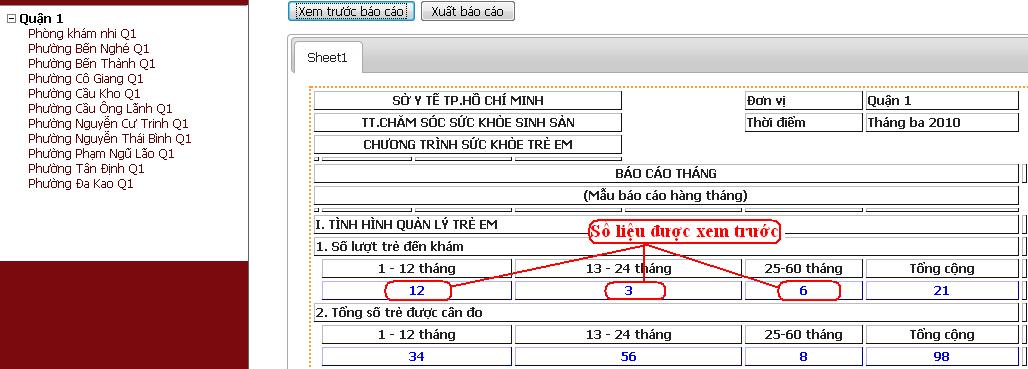 Quận 1
Phòng khám nhi Q1
Phường Bến Nghé Q1
Phường Bến Thành Q1
Phường Cô Giang Q1
Phường Cầu Kho Q1
Phường Cầu Ông Lãnh Q1
Phường Nguyễn Cư Trinh Q1
Phường Nguyễn Thái Bình Q1
Phường Phạm Ngũ Lão Q1
Phường Tân Định Q1
Phường Đa Kao Q1
Xem trước báo cáo Xuất báo cáo
Sheet1
SỞ Y TẾ TP.HỒ CHÍ MINH Đơn vị Quận 1
TT.CHĂM SÓC SỨC KHỎE SINH SẢN Thời điểm Tháng ba 2010
CHƯƠNG TRÌNH SỨC KHỎE TRẺ EM
BÁO CÁO THÁNG
(Mẫu báo cáo hàng tháng)
I. TÌNH HÌNH QUẢN LÝ TRẺ EM
Số liệu được xem trước
1. Số lượt trẻ đến khám
1 - 12 tháng 13 - 24 tháng 25-60 tháng Tổng cộng
12 3 6 21
2. Tổng số trẻ được cân đo
1 - 12 tháng 13 - 24 tháng 25-60 tháng Tổng cộng
34 56 8 98